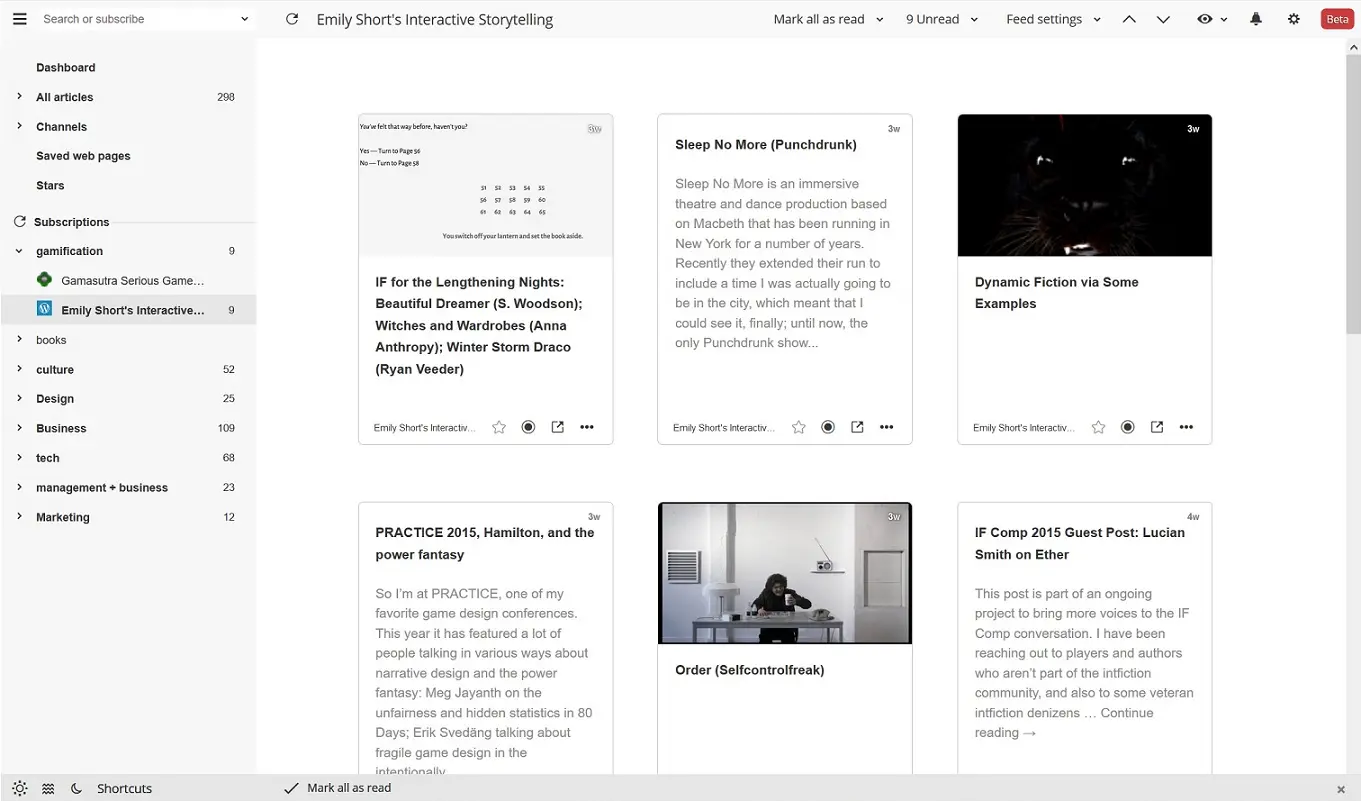 Search or subscribe
Emily Short's Interactive Storytelling
Mark all as read
9 Unread
Feed settings
Beta
Dashboard
All articles 298
Channels
Saved web pages
Stars
Subscriptions
gamification 9
Gamasutra Serious Game...
Emily Short's Interactive... 9
books
culture 52
Design 25
Business 109
tech 68
management + business 23
Marketing 12
You've felt that way before, haven't you?
3w
Yes — Turn to Page 56
No — Turn to Page 58
51 52 53 54 55
56 57 58 59 60
61 62 63 64 65
You switch off your lantern and set the book aside.
IF for the Lengthening Nights:
Beautiful Dreamer (S. Woodson);
Witches and Wardrobes (Anna
Anthropy); Winter Storm Draco
(Ryan Veeder)
Emily Short's Interactiv...
3w
Sleep No More (Punchdrunk)
Sleep No More is an immersive
theatre and dance production based
on Macbeth that has been running in
New York for a number of years.
Recently they extended their run to
include a time I was actually going to
be in the city, which meant that I
could see it, finally; until now, the
only Punchdrunk show...
Emily Short's Interactiv...
3w
Dynamic Fiction via Some
Examples
Emily Short's Interactiv...
3w
PRACTICE 2015, Hamilton, and the
power fantasy
So I'm at PRACTICE, one of my
favorite game design conferences.
This year it has featured a lot of
people talking in various ways about
narrative design and the power
fantasy: Meg Jayanth on the
unfairness and hidden statistics in 80
Days; Erik Svedäng talking about
fragile game design in the
intentionally
3w
Order (Selfcontrolfreak)
4w
IF Comp 2015 Guest Post: Lucian
Smith on Ether
This post is part of an ongoing
project to bring more voices to the IF
Comp conversation. I have been
reaching out to players and authors
who aren't part of the intfiction
community, and also to some veteran
intfiction denizens … Continue
reading →
Shortcuts
Mark all as read